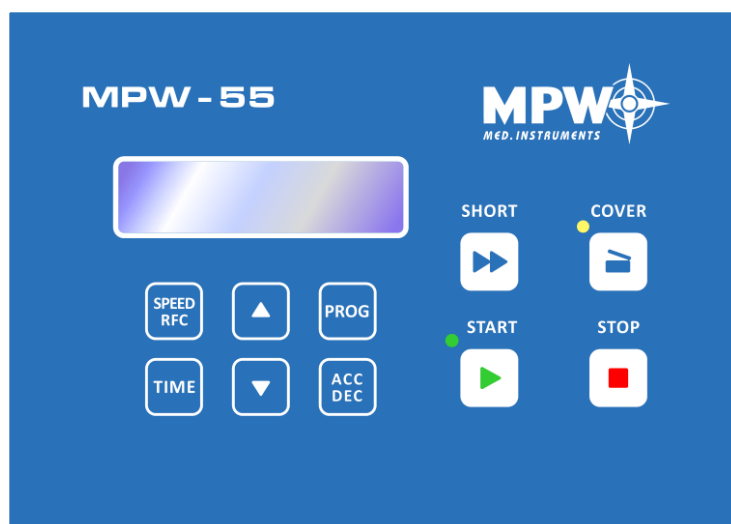 MPW - 55
MPW
MED. INSTRUMENTS
SHORT
COVER
SPEED
RFC
PROG
START
STOP
TIME
ACC
DEC